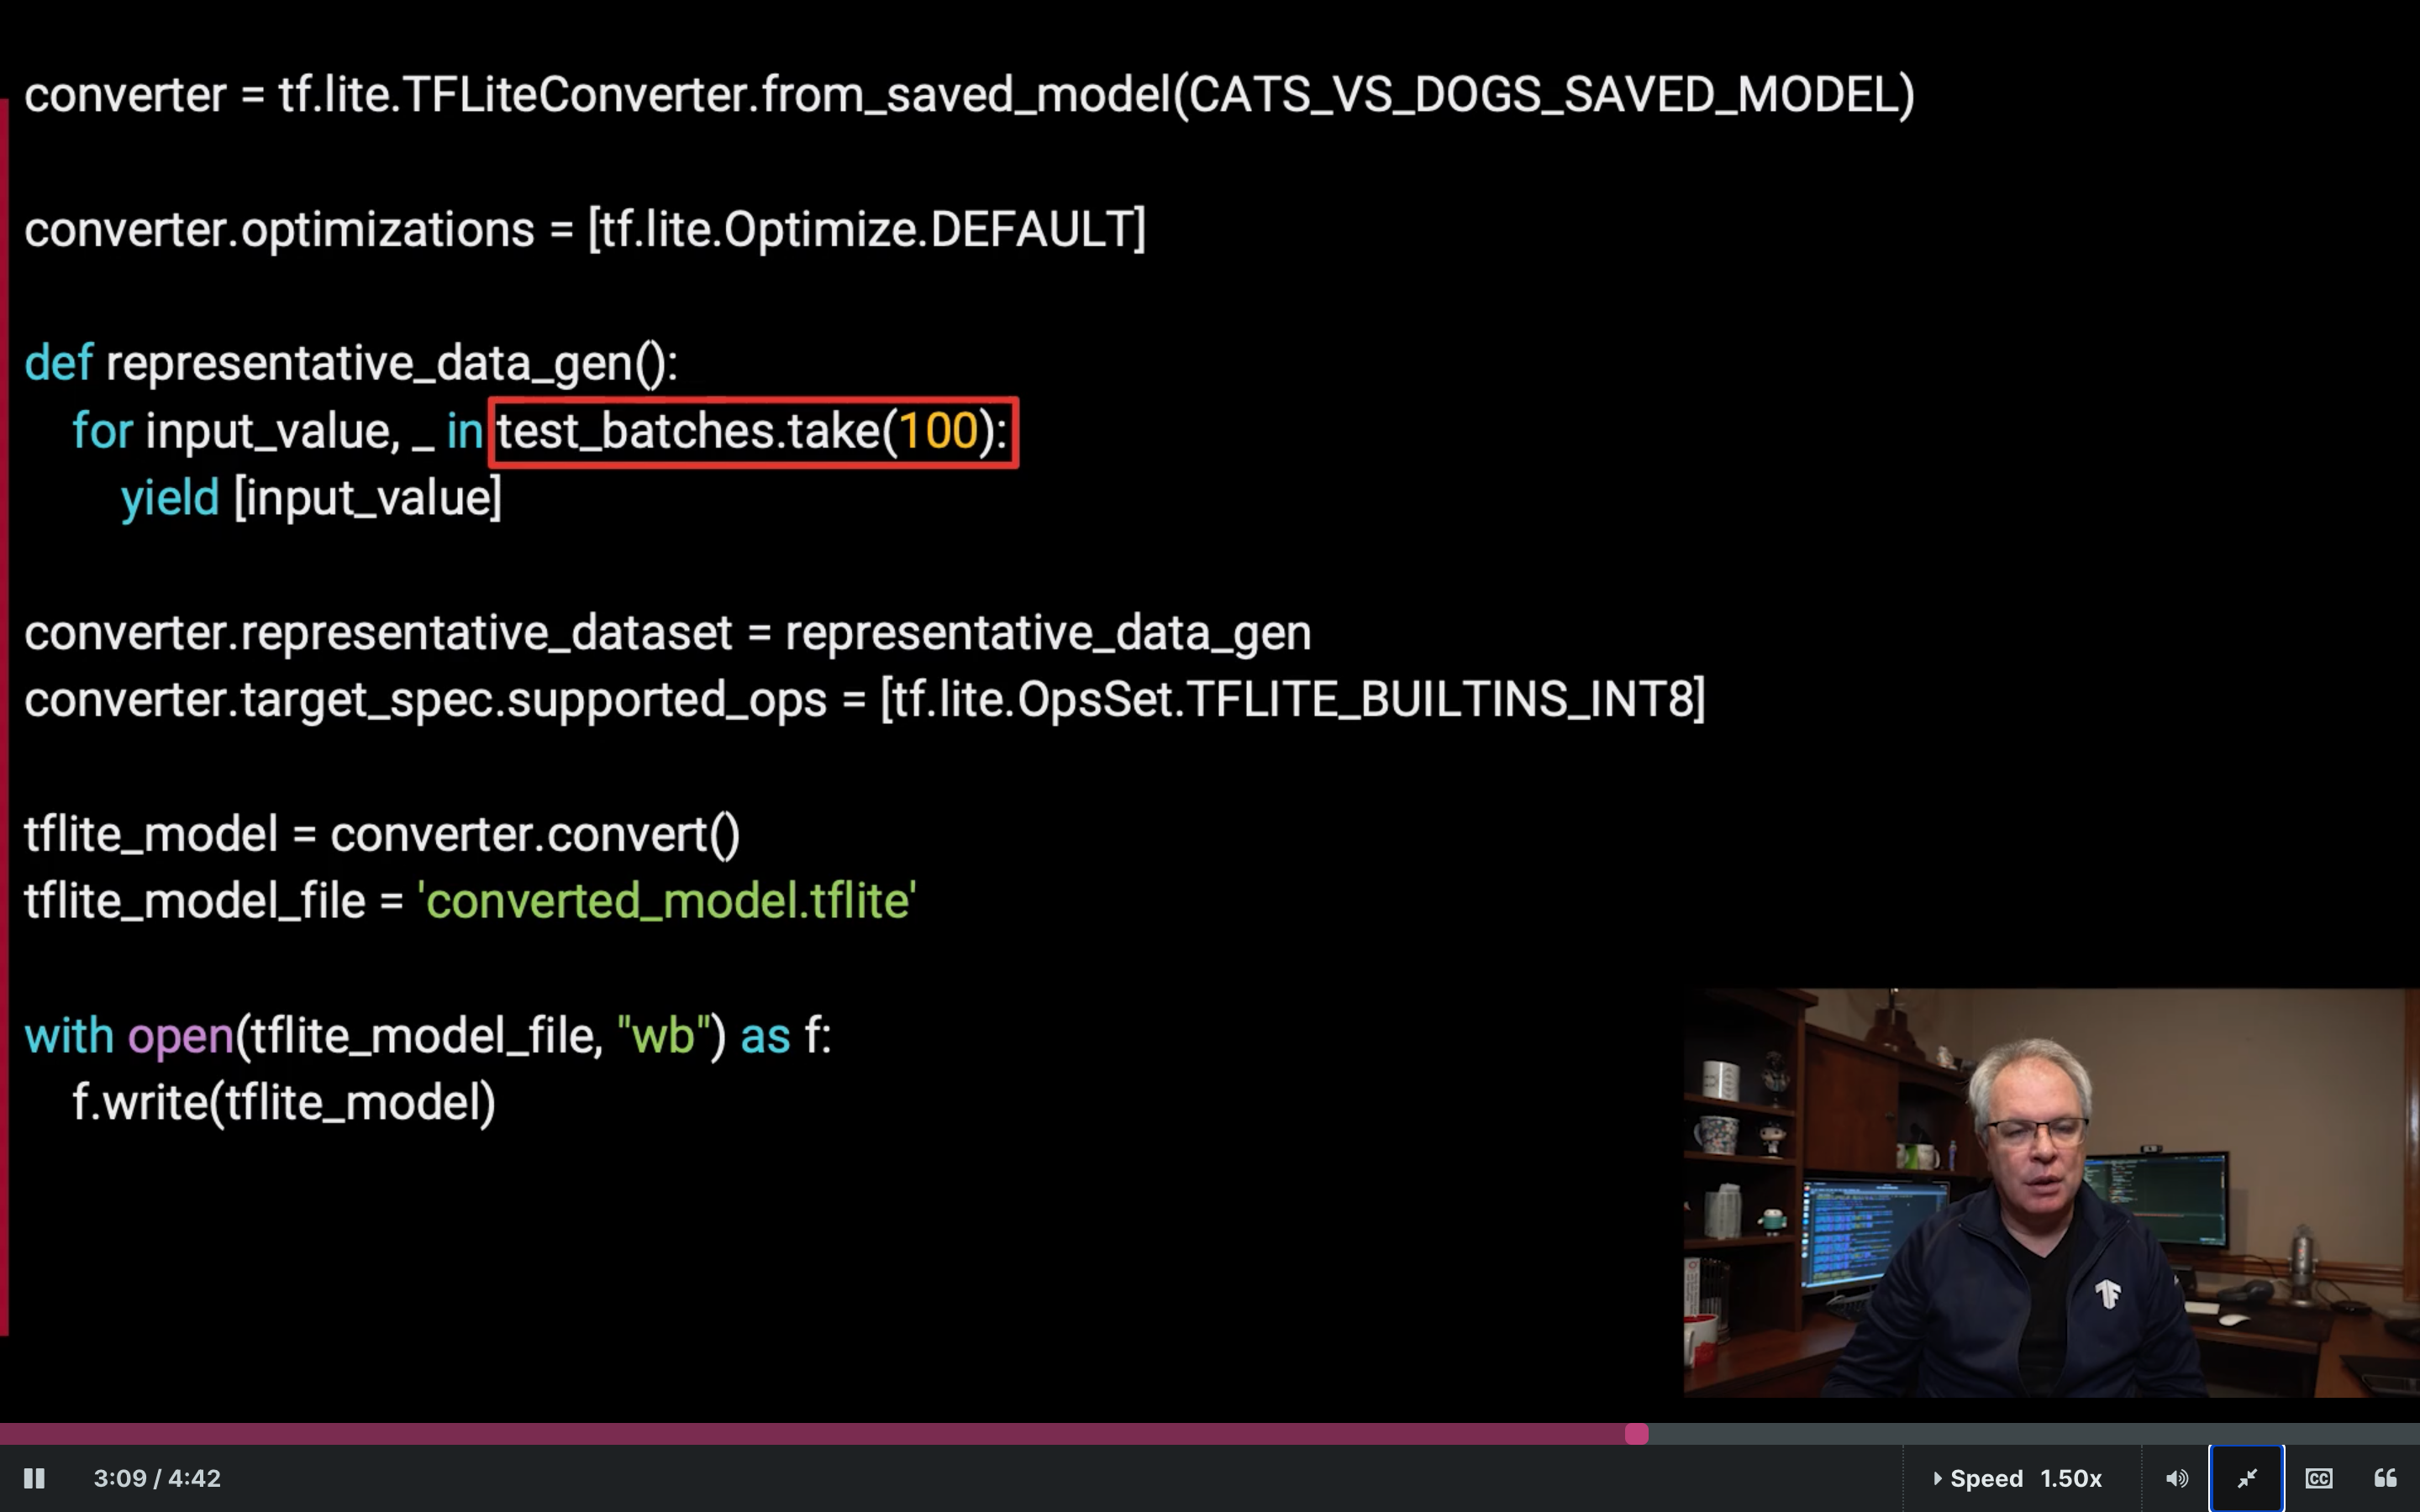 converter = tf.lite.TFLiteConverter.from_saved_model(CATS_VS_DOGS_SAVED_MODEL)
converter.optimizations = [tf.lite.Optimize.DEFAULT]
def representative_data_gen():
for input_value, _ in test_batches.take(100):
yield [input_value]
converter.representative_dataset = representative_data_gen
converter.target_spec.supported_ops = [tf.lite.OpsSet.TFLITE_BUILTINS_INT8]
tflite_model = converter.convert()
tflite_model_file = 'converted_model.tflite'
with open(tflite_model_file, "wb") as f:
f.write(tflite_model)
3:09 / 4:42
Speed 1.50x
CC